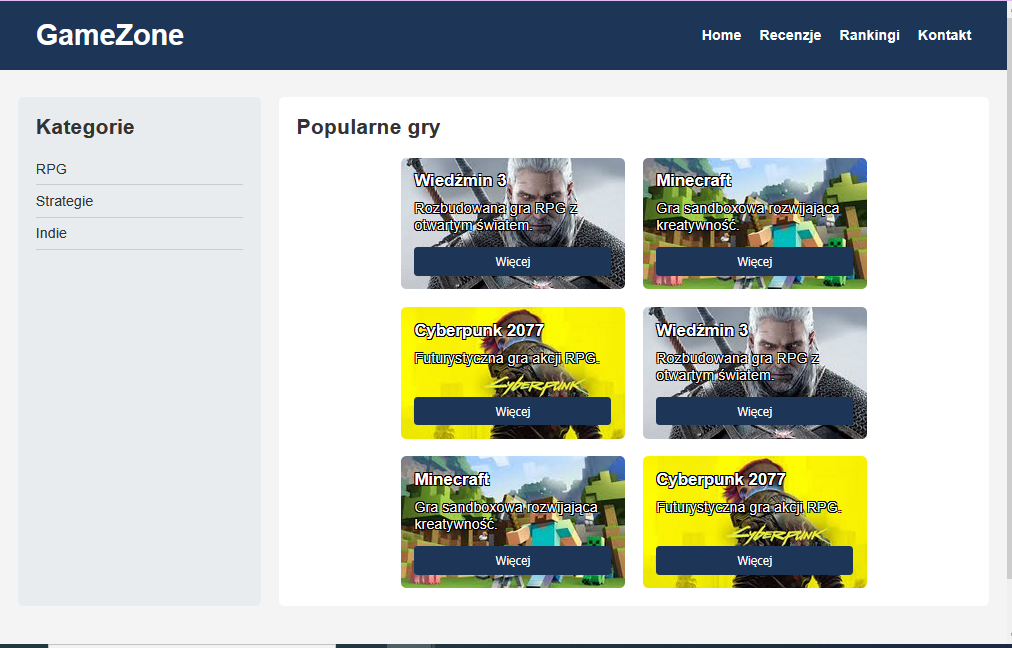 GameZone
Home Recenzje Rankingi Kontakt
Kategorie
RPG
Strategie
Indie
Popularne gry
Wiedźmin 3
Rozbudowana gra RPG z
otwartym światem.
Więcej
Minecraft
Gra sandboxowa rozwijająca
kreatywność.
Więcej
Cyberpunk 2077
Futurystyczna gra akcji RPG.
Cyberpunk
Więcej
Wiedźmin 3
Rozbudowana gra RPG z
otwartym światem.
Więcej
Minecraft
Gra sandboxowa rozwijająca
kreatywność.
Więcej
Cyberpunk 2077
Futurystyczna gra akcji RPG.
Cyberpunk
Więcej